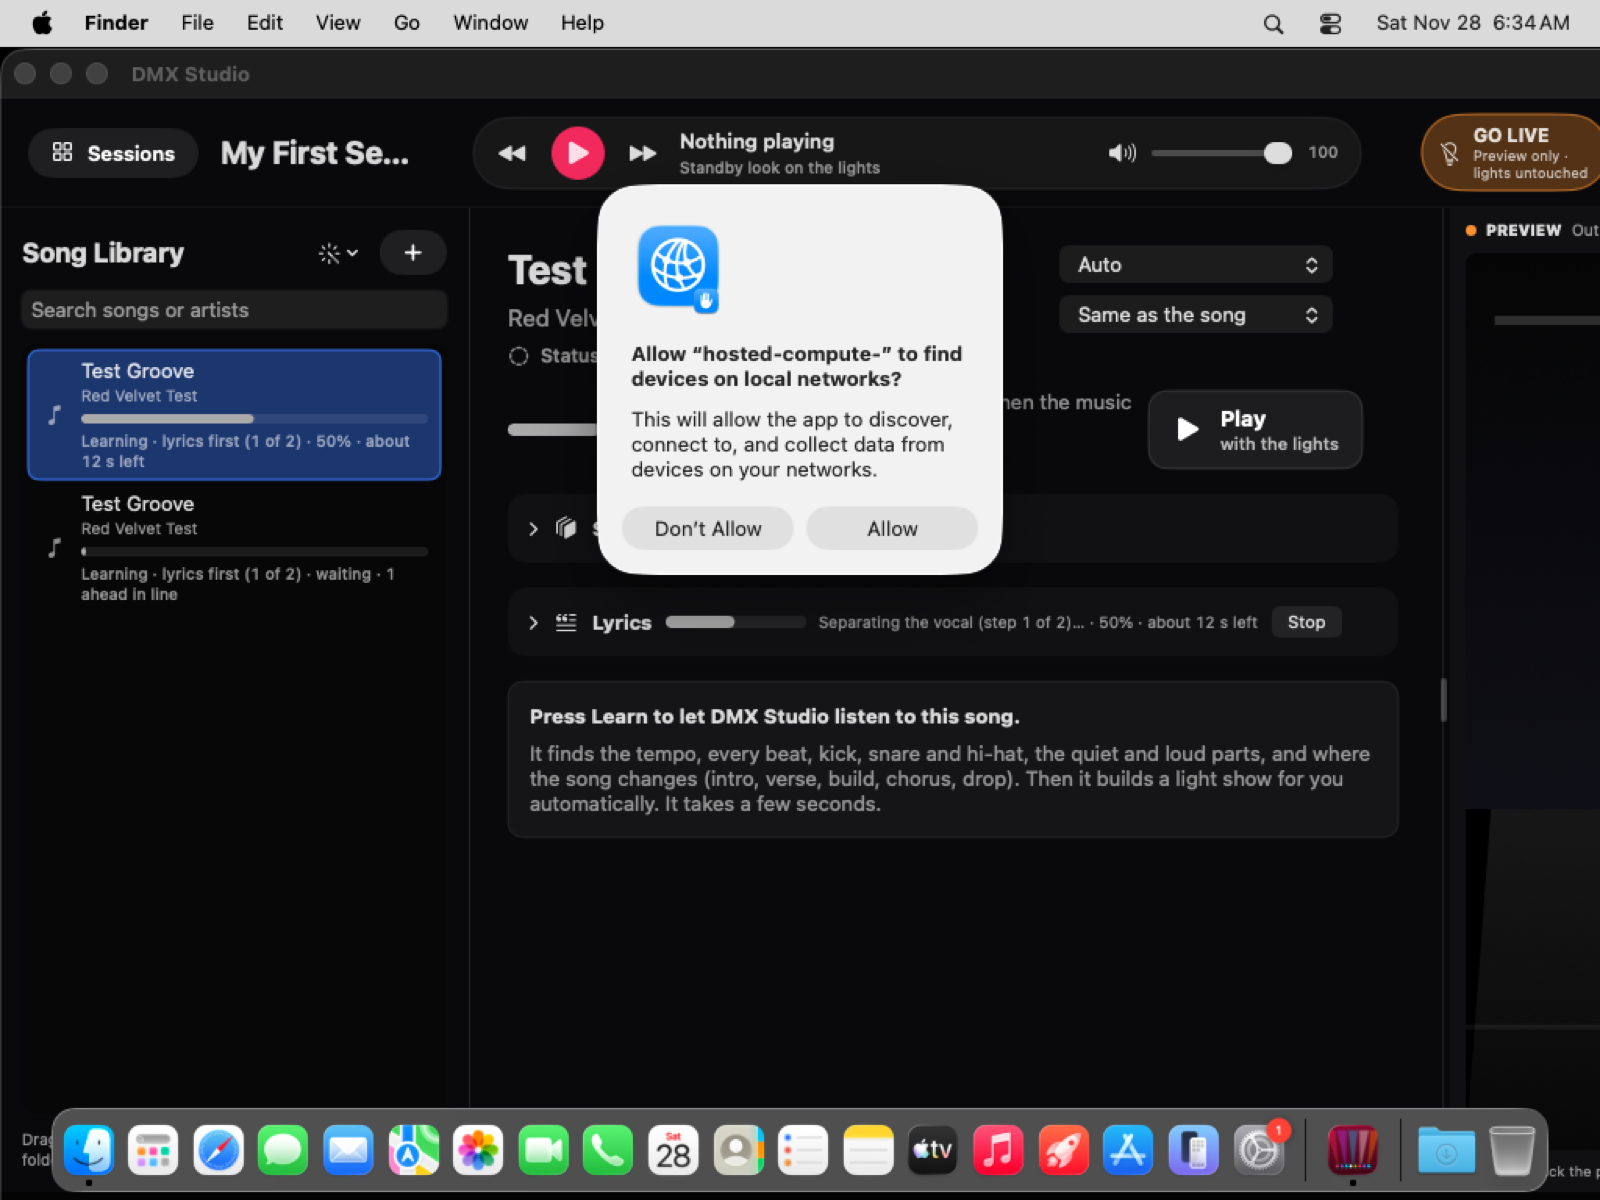 Finder File Edit View Go Window Help Sat Nov 28 6:34 AM
DMX Studio
Sessions
My First Se...
Nothing playing
Standby look on the lights
100
GO LIVE
Preview only ·
lights untouched
Song Library
Search songs or artists
Test Groove
Red Velvet Test
Learning · lyrics first (1 of 2) · 50% · about
12 s left
Test Groove
Red Velvet Test
Learning · lyrics first (1 of 2) · waiting · 1
ahead in line
Test
Red Velv
Status
Auto
Same as the song
hen the music
Play
with the lights
Allow “hosted-compute-” to find
devices on local networks?
This will allow the app to discover,
connect to, and collect data from
devices on your networks.
Don’t Allow
Allow
Lyrics
Separating the vocal (step 1 of 2)... · 50% · about 12 s left
Stop
Press Learn to let DMX Studio listen to this song.
It finds the tempo, every beat, kick, snare and hi-hat, the quiet and loud parts, and where
the song changes (intro, verse, build, chorus, drop). Then it builds a light show for you
automatically. It takes a few seconds.
PREVIEW Out
Drag
folde
Sat
28
tv
1
ck the p